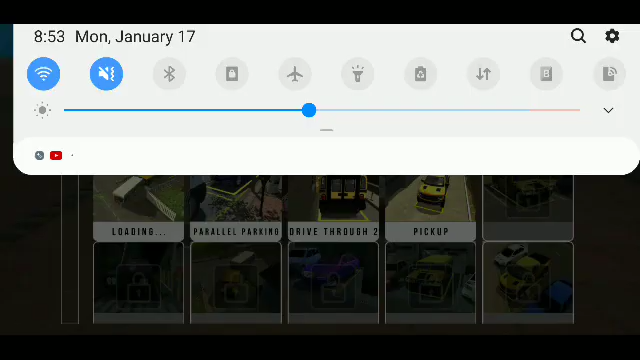 8:53 Mon, January 17
LOADING...
PARALLEL PARKING
DRIVE THROUGH 2
PICKUP